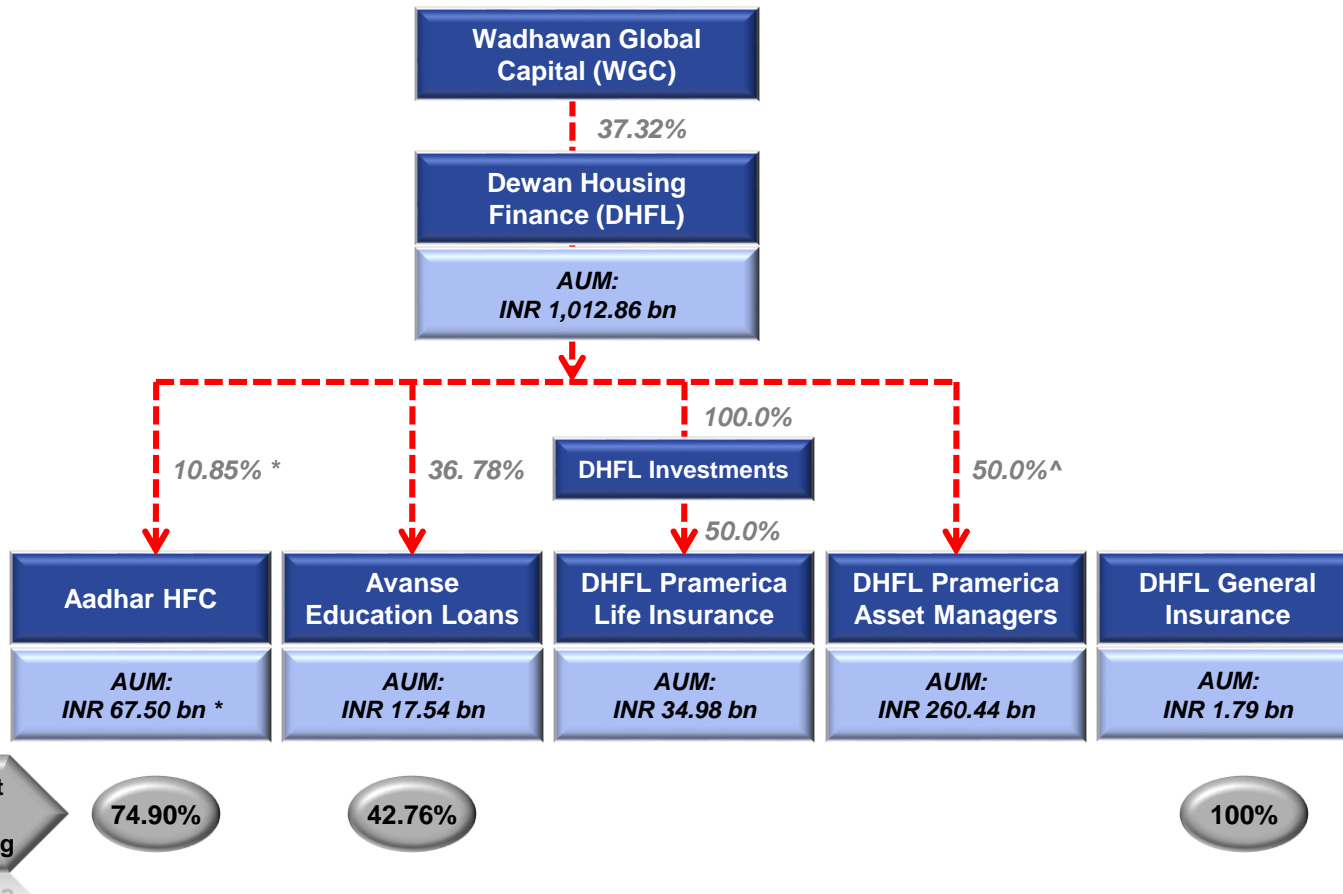 Wadhawan Global
Capital (WGC)
37.32%
Dewan Housing
Finance (DHFL)
AUM:
INR 1,012.86 bn
100.0%
10.85% *
36. 78%
DHFL Investments
50.0%^
50.0%
Aadhar HFC
Avanse
Education Loans
DHFL Pramerica
Life Insurance
DHFL Pramerica
Asset Managers
DHFL General
Insurance
AUM:
INR 67.50 bn *
AUM:
INR 17.54 bn
AUM:
INR 34.98 bn
AUM:
INR 260.44 bn
AUM:
INR 1.79 bn
74.90%
42.76%
100%